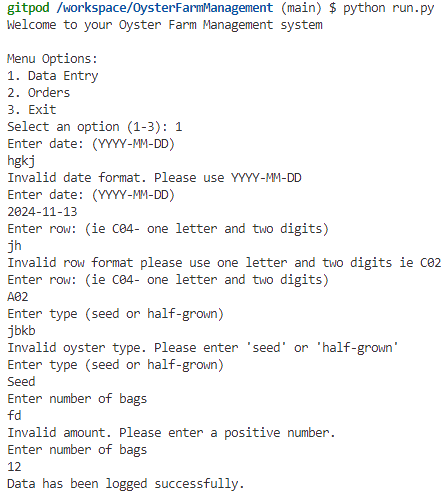 gitpod /workspace/OysterFarmManagement (main) $ python run.py
Welcome to your Oyster Farm Management system

Menu Options:
1. Data Entry
2. Orders
3. Exit
Select an option (1-3): 1
Enter date: (YYYY-MM-DD)
hgkj
Invalid date format. Please use YYYY-MM-DD
Enter date: (YYYY-MM-DD)
2024-11-13
Enter row: (ie C04- one letter and two digits)
jh
Invalid row format please use one letter and two digits ie C02
Enter row: (ie C04- one letter and two digits)
A02
Enter type (seed or half-grown)
jbkb
Invalid oyster type. Please enter 'seed' or 'half-grown'
Enter type (seed or half-grown)
Seed
Enter number of bags
fd
Invalid amount. Please enter a positive number.
Enter number of bags
12
Data has been logged successfully.